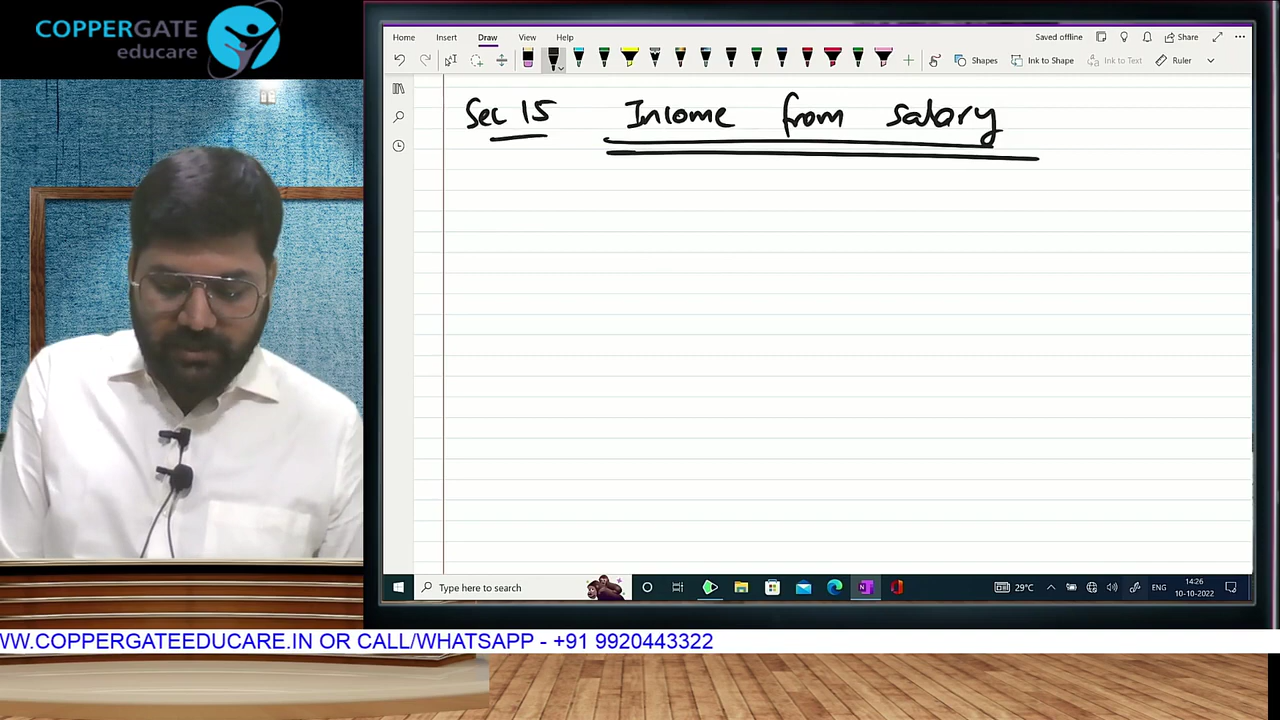 COPPERGATE
educare
Home Insert Draw View Help
Saved offline Share
Shapes Ink to Shape Ink to Text Ruler
Sec 15 Income from salary
Type here to search
29°C ENG 14:26
10-10-2022
WW.COPPERGATEEDUCARE.IN OR CALL/WHATSAPP - +91 9920443322